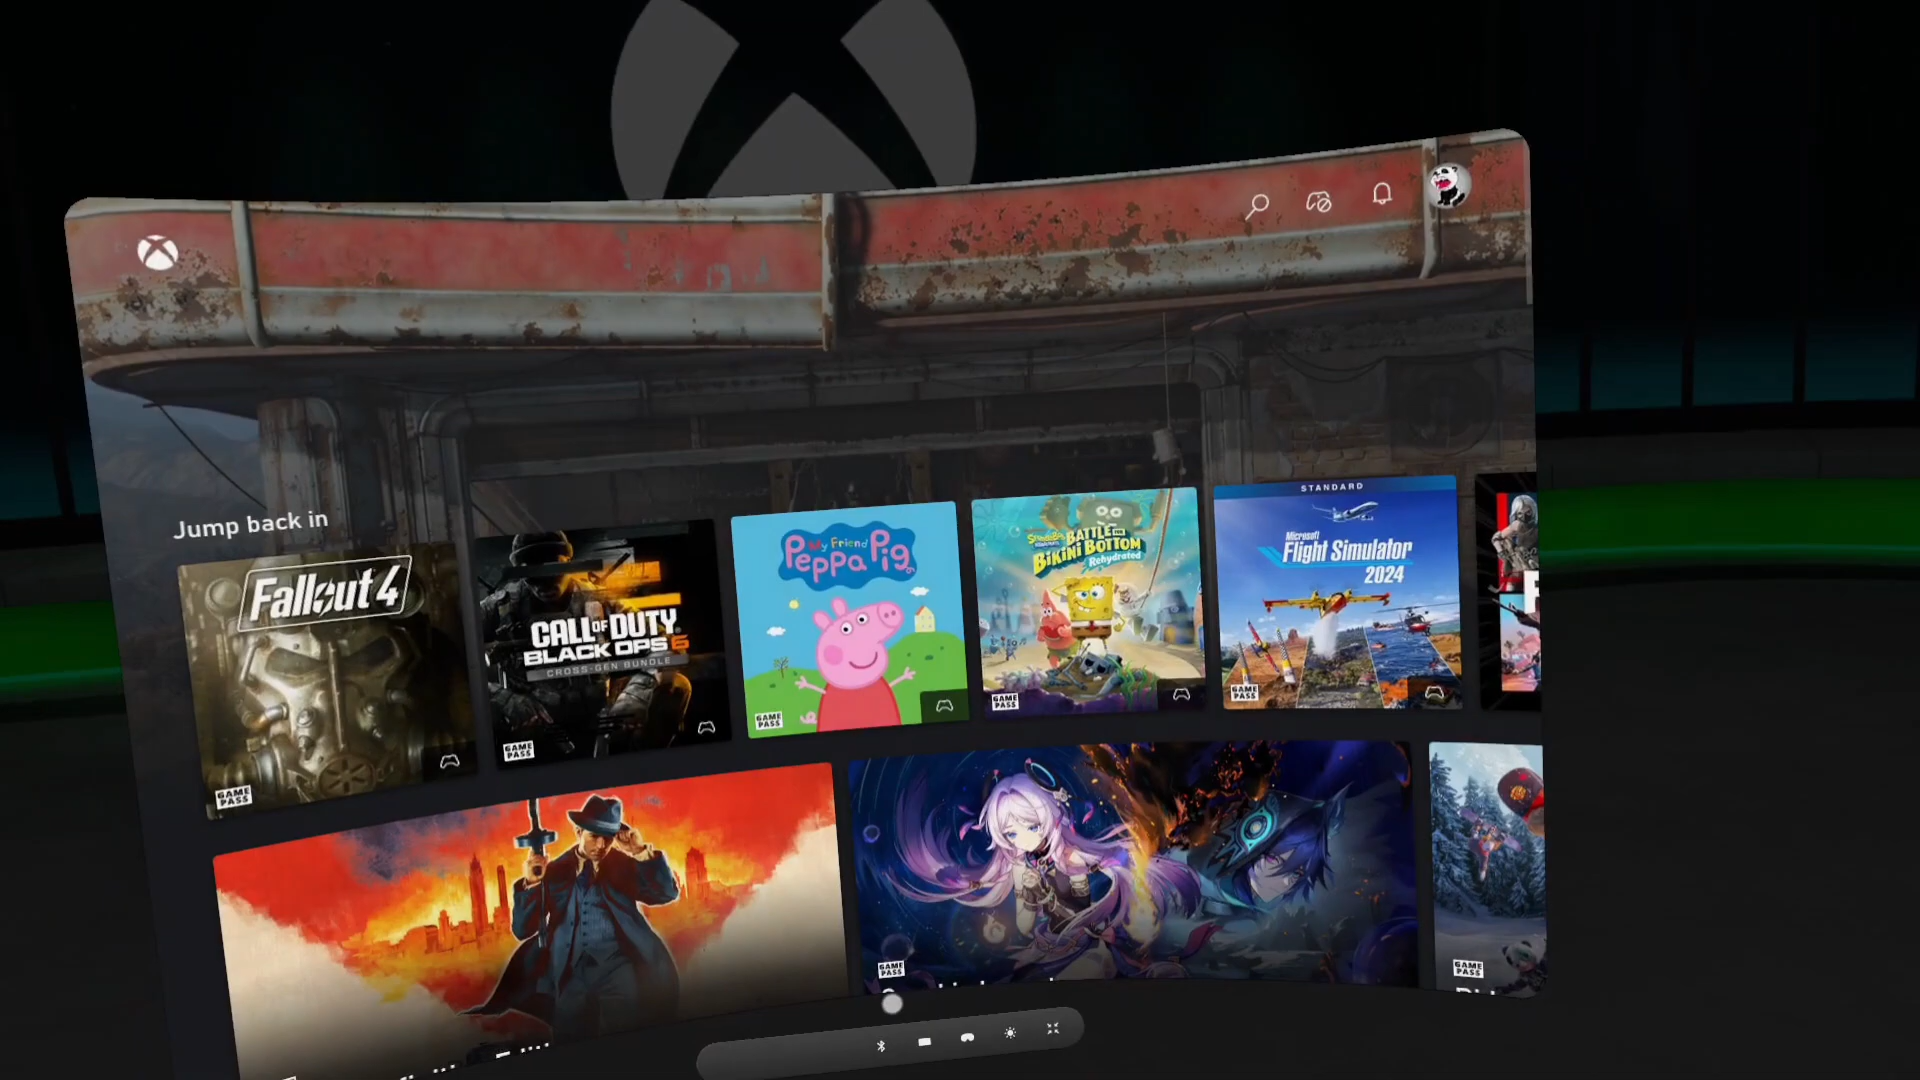 Jump back in
Fallout 4
GAME
PASS
CALL OF DUTY
BLACK OPS 6
CROSS-GEN BUNDLE
GAME
PASS
My Friend
Peppa Pig
GAME
PASS
SpongeBob
BATTLE FOR
BIKINI BOTTOM
Rehydrated
GAME
PASS
STANDARD
Microsoft
Flight Simulator
2024
GAME
PASS
GAME
PASS
GAME
PASS